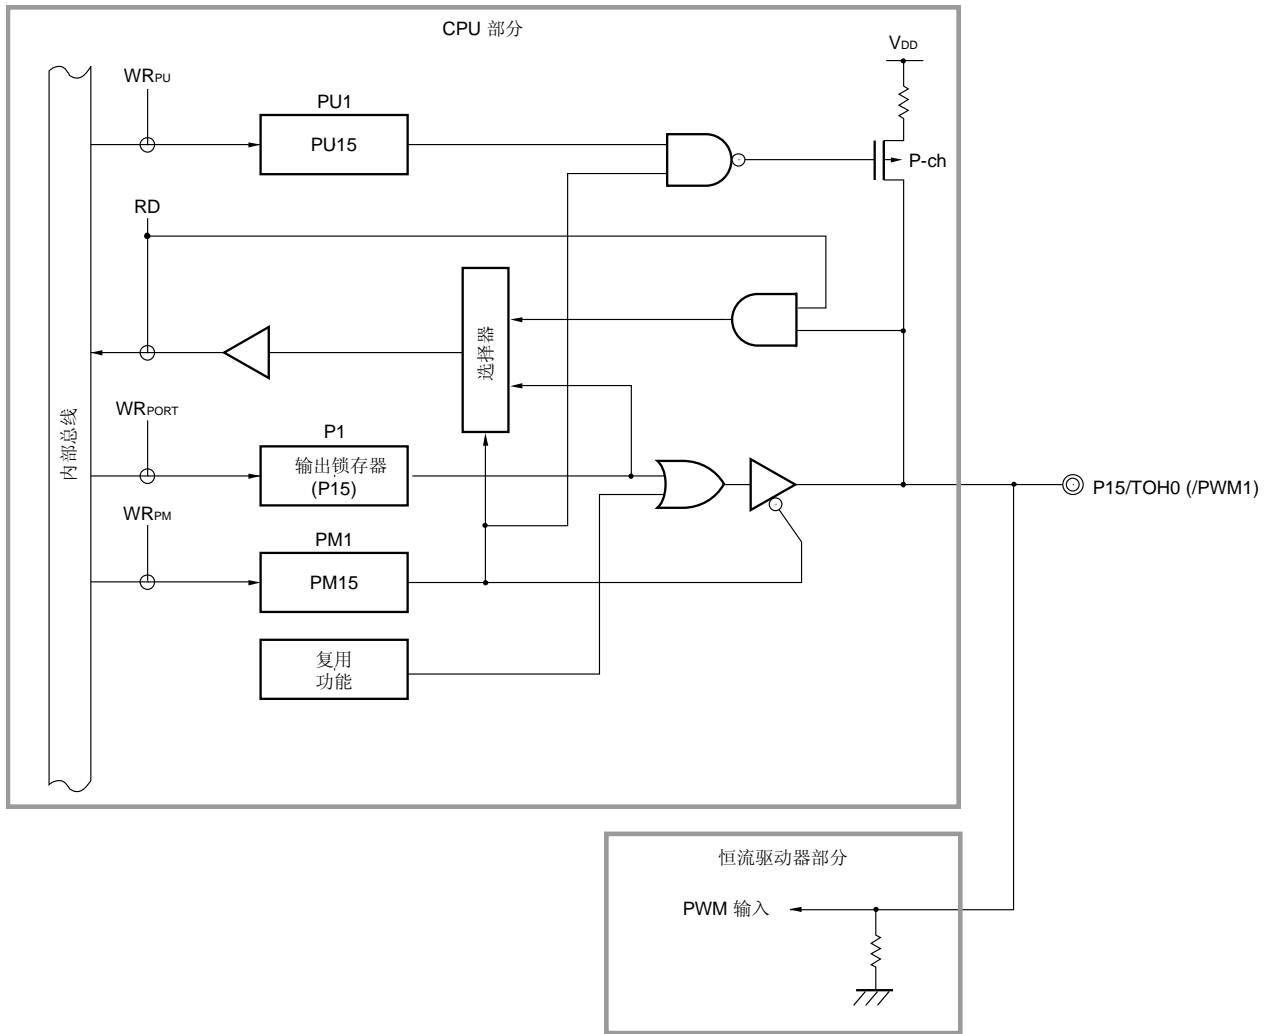 CPU 部分
VDD
WRPU
PU1
PU15
P-ch
RD
选择器
内部总线
WRPORT
P1
输出锁存器
(P15)
P15/TOH0 (/PWM1)
WRPM
PM1
PM15
复用
功能
恒流驱动器部分
PWM 输入